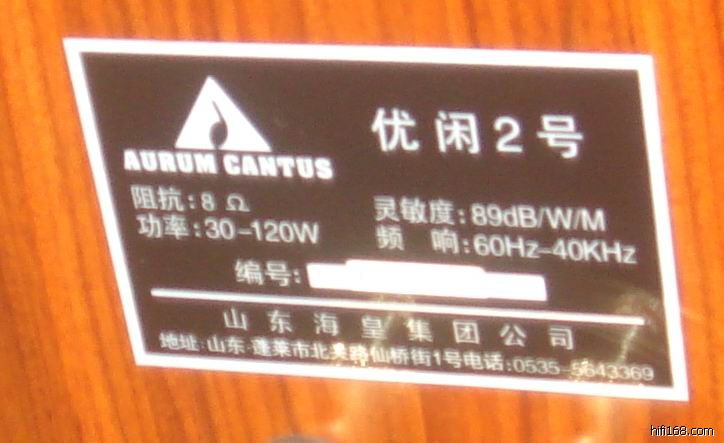 AURUM CANTUS
优闲2号
阻抗:8 Ω
灵敏度:89dB/W/M
功率:30-120W
频 响:60Hz-40KHz
编号:
山东海皇集团公司
地址:山东·蓬莱市北关路仙桥街1号电话:0535-5643369
hifi168.com